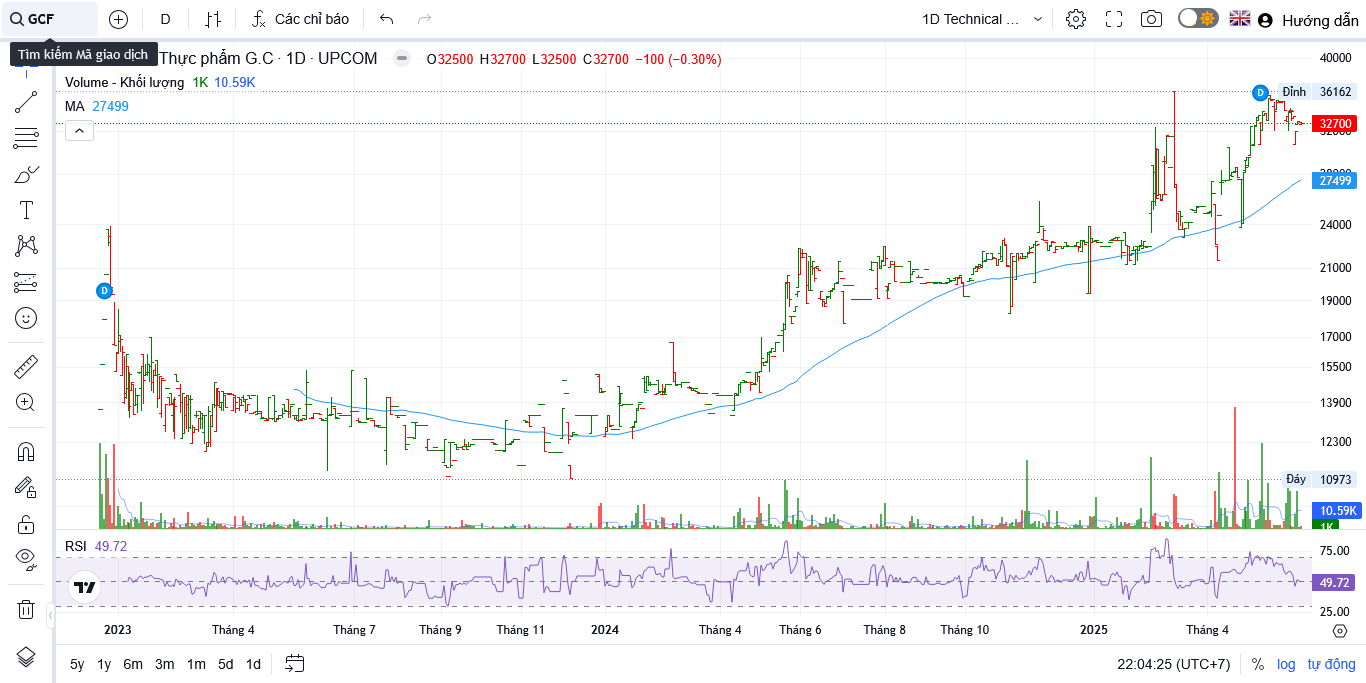 GCF
D
Các chỉ báo
1D Technical ...
Hướng dẫn
Tìm kiếm Mã giao dịch
Thực phẩm G.C · 1D · UPCOM
O32500 H32700 L32500 C32700 −100 (−0.30%)
Volume - Khối lượng 1K 10.59K
MA 27499
40000
D Đỉnh 36162
32700
27499
24000
D
21000
19000
17000
15500
13900
12300
Đáy 10973
10.59K
1K
RSI 49.72
75.00
49.72
25.00
2023 Tháng 4 Tháng 7 Tháng 9 Tháng 11 2024 Tháng 4 Tháng 6 Tháng 8 Tháng 10 2025 Tháng 4
5y 1y 6m 3m 1m 5d 1d
22:04:25 (UTC+7) % log tự động